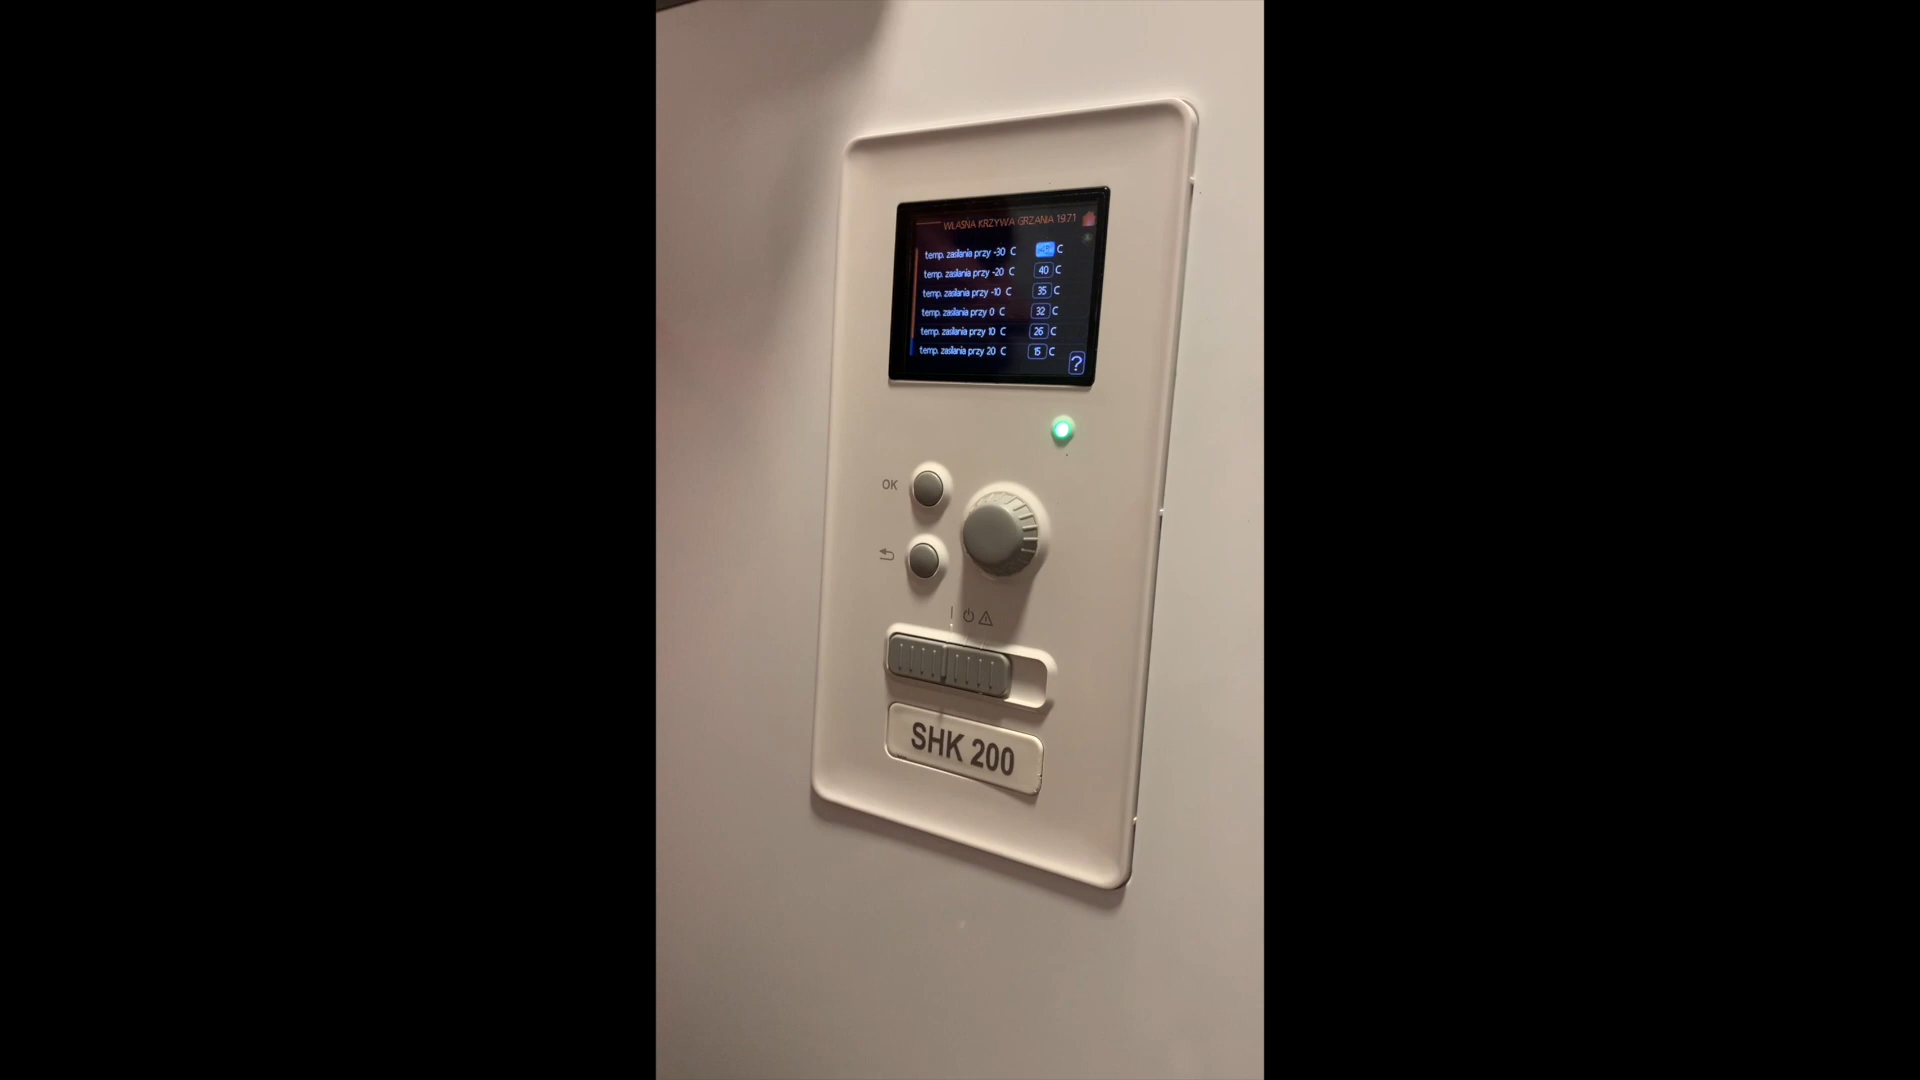 WŁASNA KRZYWA GRZANIA 1.9.7.1
temp. zasilania przy -30 C C
temp. zasilania przy -20 C 40 C
temp. zasilania przy -10 C 35 C
temp. zasilania przy 0 C 32 C
temp. zasilania przy 10 C 26 C
temp. zasilania przy 20 C 15 C
?
OK
SHK 200